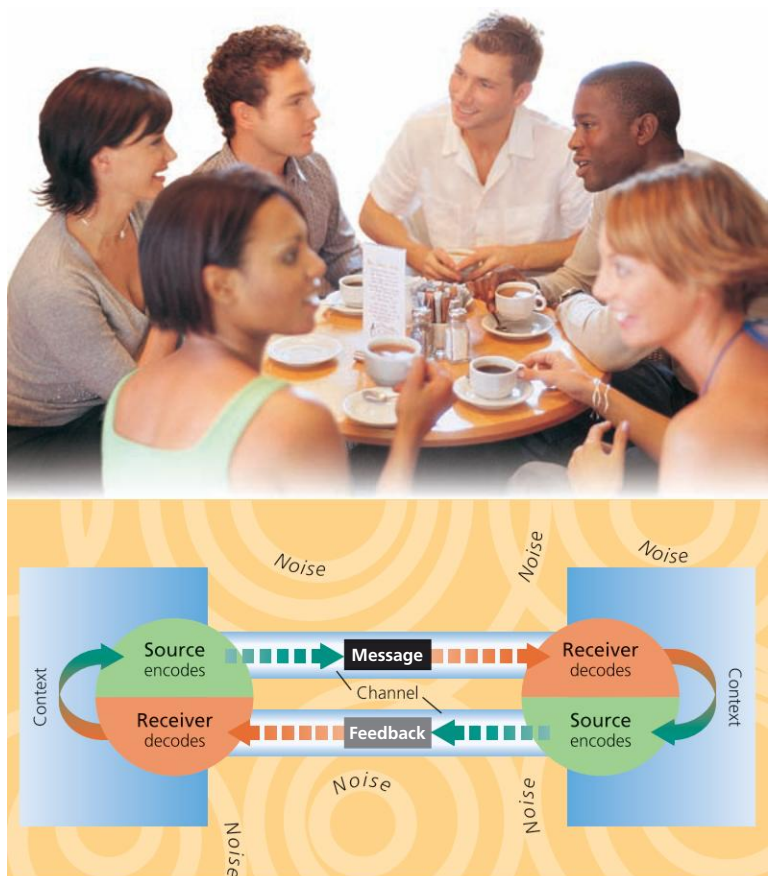 Noise
Noise
Noise
Context
Source
encodes
Message
Receiver
decodes
Channel
Receiver
decodes
Feedback
Source
encodes
Context
Noise
Noise
Noise